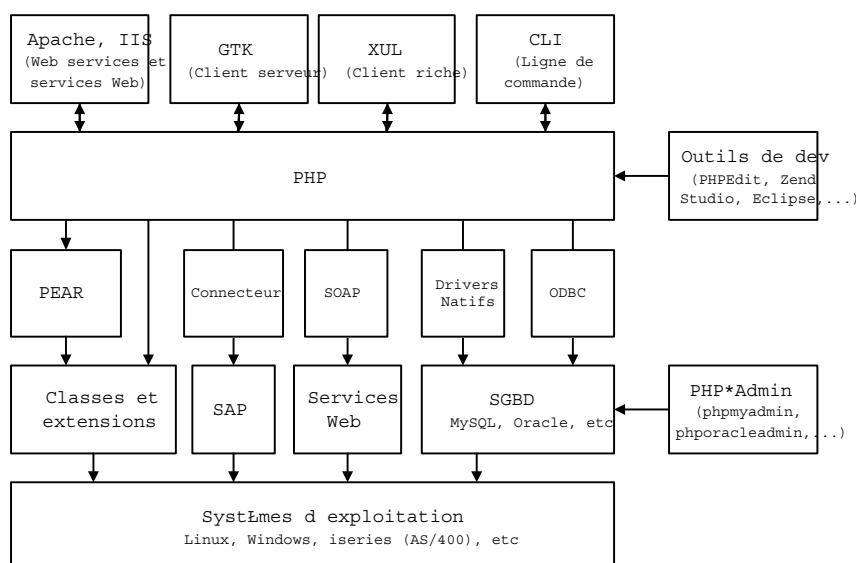 Apache, IIS
(Web services et
services Web)
GTK
(Client serveur)
XUL
(Client riche)
CLI
(Ligne de
commande)
PHP
Outils de dev
(PHPEdit, Zend
Studio, Eclipse,...)
PEAR
Connecteur
SOAP
Drivers
Natifs
ODBC
Classes et
extensions
SAP
Services
Web
SGBD
MySQL, Oracle, etc
PHP*Admin
(phpmyadmin,
phporacleadmin,...)
SystŁmes d exploitation
Linux, Windows, iseries (AS/400), etc